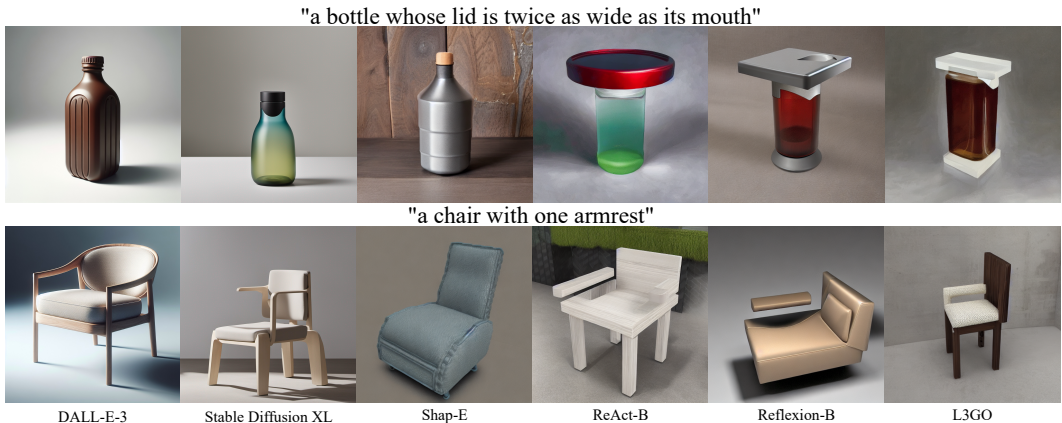 "a bottle whose lid is twice as wide as its mouth"
"a chair with one armrest"
DALL-E-3 Stable Diffusion XL Shap-E ReAct-B Reflexion-B L3GO